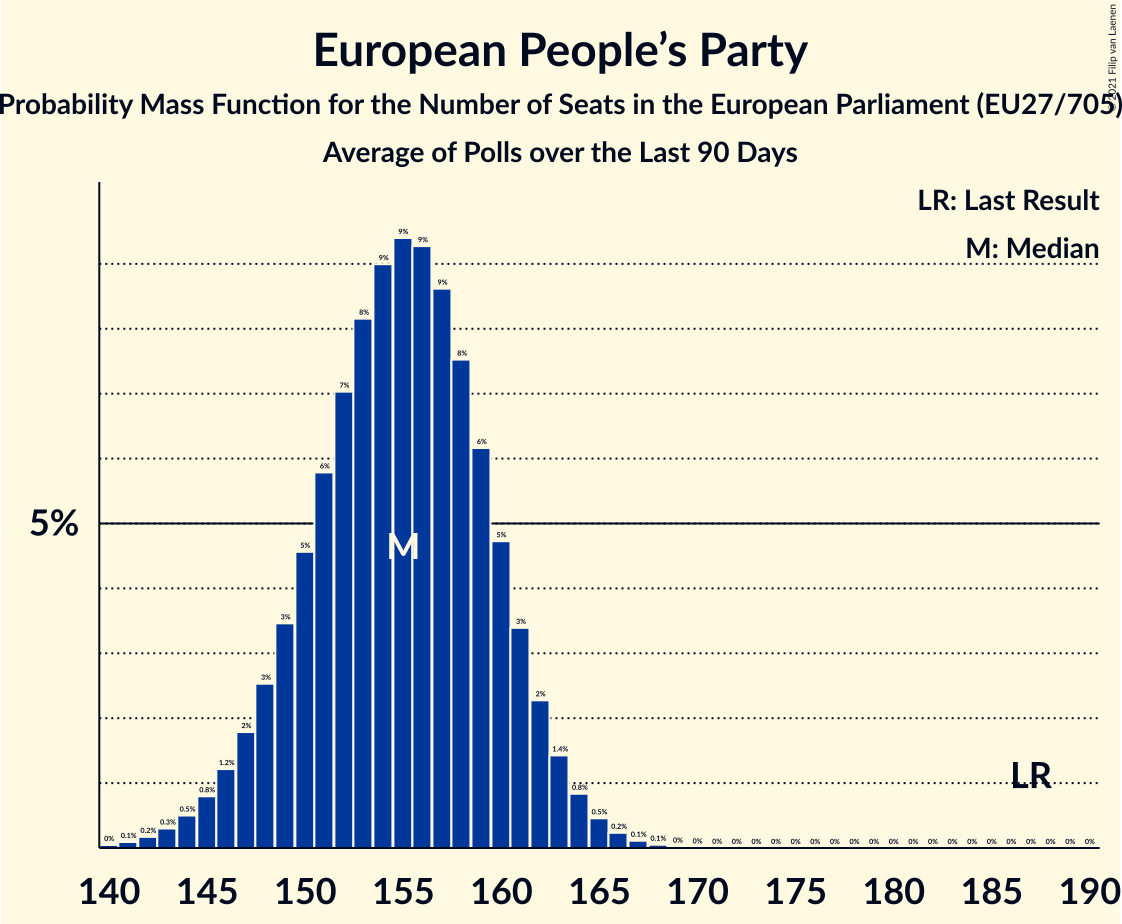 European People’s Party
Probability Mass Function for the Number of Seats in the European Parliament (EU27/705)
Average of Polls over the Last 90 Days
© 2021 Filip van Laenen
LR: Last Result
M: Median
5%
0% 0.1% 0.2% 0.3% 0.5% 0.8% 1.2% 2% 3% 3% 5% 6% 7% 8% 9% 9% 9% 9% 8% 6% 5% 3% 2% 1.4% 0.8% 0.5% 0.2% 0.1% 0.1% 0% 0% 0% 0% 0% 0% 0% 0% 0% 0% 0% 0% 0% 0% 0% 0% 0% 0% 0% 0% 0% 0%
M
LR
140 145 150 155 160 165 170 175 180 185 190